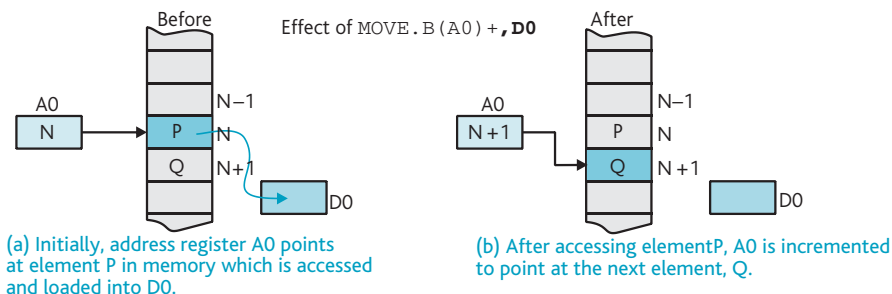 Before
Effect of MOVE.B(A0)+,D0
After
A0
N
N−1
P
N
Q
N+1
D0
A0
N+1
N−1
P
N
Q
N+1
D0
(a) Initially, address register A0 points
at element P in memory which is accessed
and loaded into D0.
(b) After accessing elementP, A0 is incremented
to point at the next element, Q.